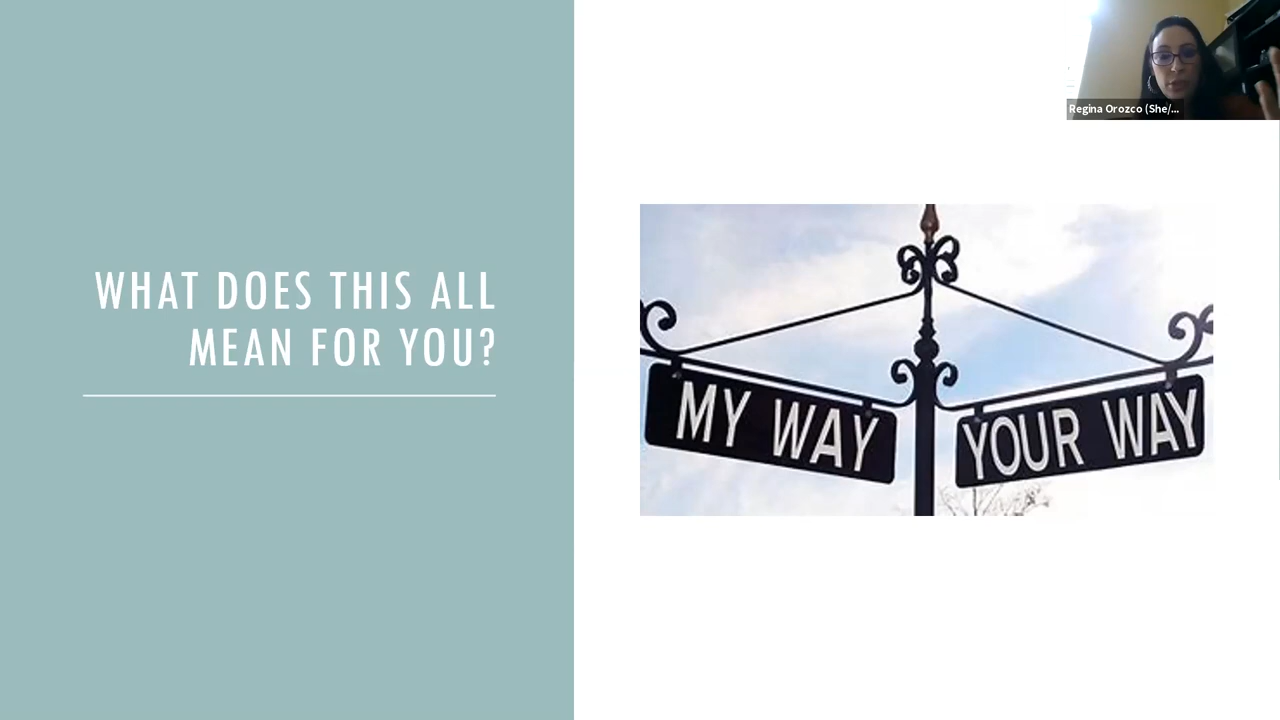 WHAT DOES THIS ALL
MEAN FOR YOU?
Regina Orozco (She/...
MY WAY
YOUR WAY